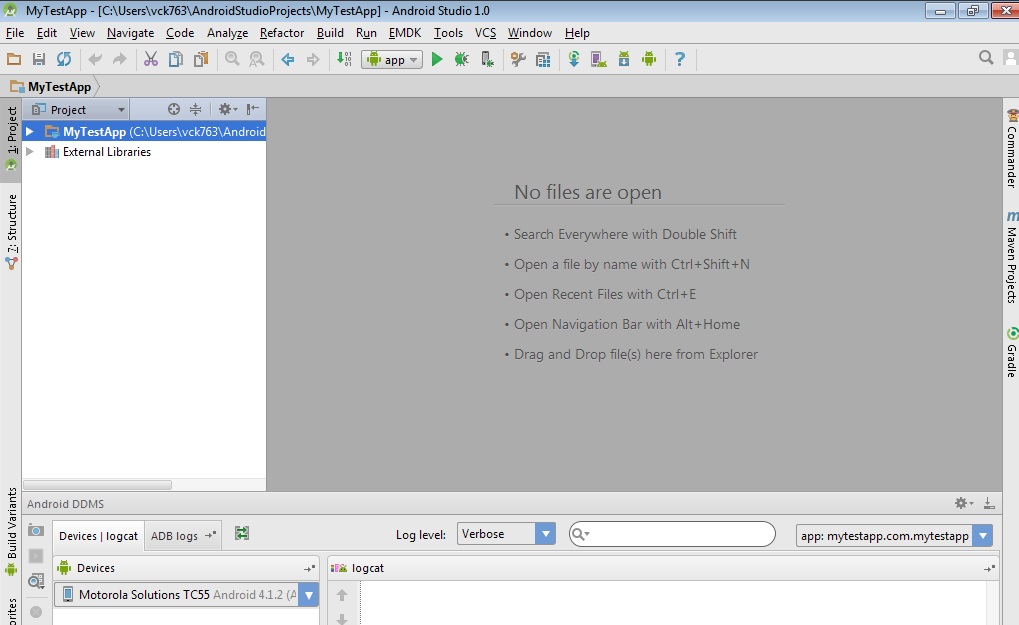 MyTestApp - [C:\Users\vck763\AndroidStudioProjects\MyTestApp] - Android Studio 1.0
File Edit View Navigate Code Analyze Refactor Build Run EMDK Tools VCS Window Help
app
MyTestApp
1: Project
Project
MyTestApp (C:\Users\vck763\Android
External Libraries
7: Structure
No files are open
• Search Everywhere with Double Shift
• Open a file by name with Ctrl+Shift+N
• Open Recent Files with Ctrl+E
• Open Navigation Bar with Alt+Home
• Drag and Drop file(s) here from Explorer
Commander
Maven Projects
Gradle
Build Variants
Android DDMS
Devices | logcat ADB logs Log level: Verbose app: mytestapp.com.mytestapp
Devices logcat
Motorola Solutions TC55 Android 4.1.2 (A